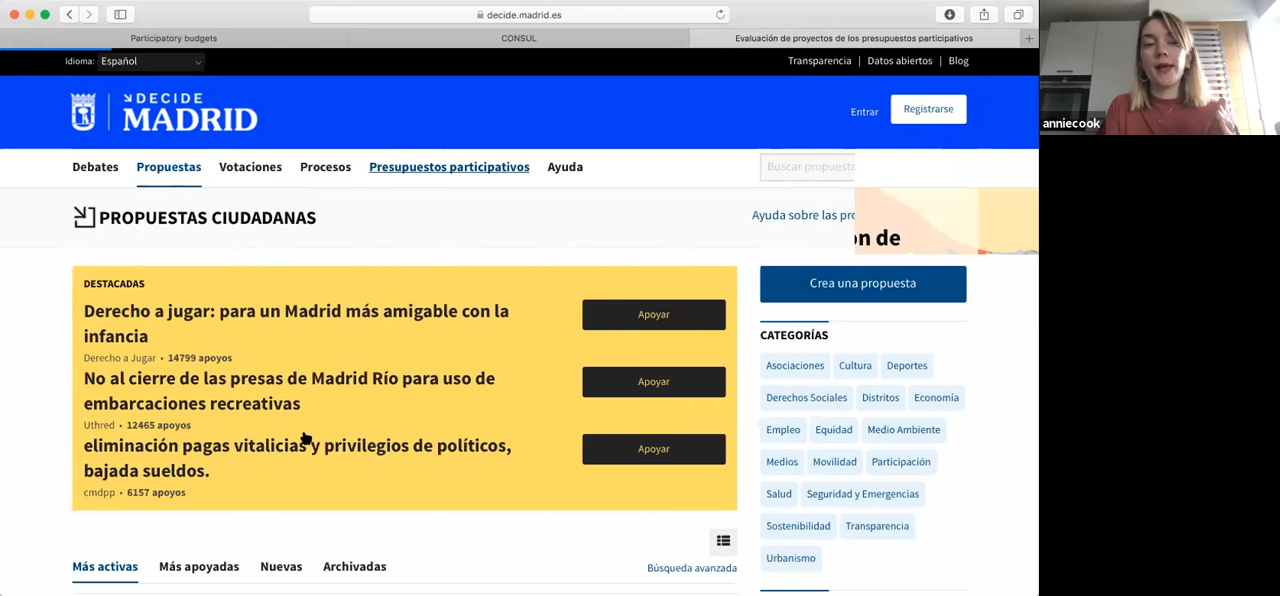 decide.madrid.es
Participatory budgets
CONSUL
Evaluación de proyectos de los presupuestos participativos
Idioma: Español
Transparencia | Datos abiertos | Blog
DECIDE
MADRID
Entrar
Registrarse
Debates
Propuestas
Votaciones
Procesos
Presupuestos participativos
Ayuda
Buscar propuesta
PROPUESTAS CIUDADANAS
Ayuda sobre las
de
DESTACADAS
Derecho a jugar: para un Madrid más amigable con la
infancia
Derecho a Jugar • 14799 apoyos
Apoyar
No al cierre de las presas de Madrid Río para uso de
embarcaciones recreativas
Uthred • 12465 apoyos
Apoyar
eliminación pagas vitalicias y privilegios de políticos,
bajada sueldos.
cmdpp • 6157 apoyos
Apoyar
Más activas
Más apoyadas
Nuevas
Archivadas
Búsqueda avanzada
Crea una propuesta
CATEGORÍAS
Asociaciones Cultura Deportes
Derechos Sociales Distritos Economía
Empleo Equidad Medio Ambiente
Medios Movilidad Participación
Salud Seguridad y Emergencias
Sostenibilidad Transparencia
Urbanismo
anniecook